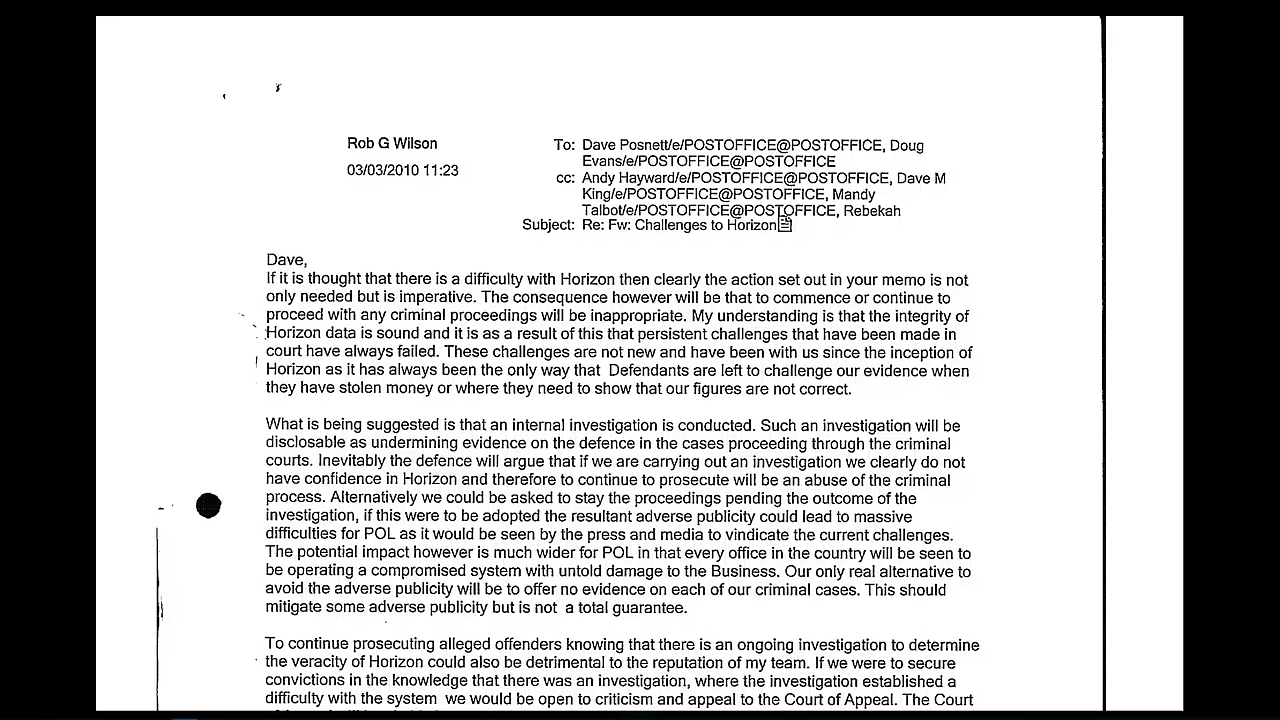 Rob G Wilson
03/03/2010 11:23
To: Dave Posnett/e/POSTOFFICE@POSTOFFICE, Doug
Evans/e/POSTOFFICE@POSTOFFICE
cc: Andy Hayward/e/POSTOFFICE@POSTOFFICE, Dave M
King/e/POSTOFFICE@POSTOFFICE, Mandy
Talbot/e/POSTOFFICE@POSTOFFICE, Rebekah
Subject: Re: Fw: Challenges to Horizon
Dave,
If it is thought that there is a difficulty with Horizon then clearly the action set out in your memo is not
only needed but is imperative. The consequence however will be that to commence or continue to
proceed with any criminal proceedings will be inappropriate. My understanding is that the integrity of
Horizon data is sound and it is as a result of this that persistent challenges that have been made in
court have always failed. These challenges are not new and have been with us since the inception of
Horizon as it has always been the only way that Defendants are left to challenge our evidence when
they have stolen money or where they need to show that our figures are not correct.
What is being suggested is that an internal investigation is conducted. Such an investigation will be
disclosable as undermining evidence on the defence in the cases proceeding through the criminal
courts. Inevitably the defence will argue that if we are carrying out an investigation we clearly do not
have confidence in Horizon and therefore to continue to prosecute will be an abuse of the criminal
process. Alternatively we could be asked to stay the proceedings pending the outcome of the
investigation, if this were to be adopted the resultant adverse publicity could lead to massive
difficulties for POL as it would be seen by the press and media to vindicate the current challenges.
The potential impact however is much wider for POL in that every office in the country will be seen to
be operating a compromised system with untold damage to the Business. Our only real alternative to
avoid the adverse publicity will be to offer no evidence on each of our criminal cases. This should
mitigate some adverse publicity but is not a total guarantee.
To continue prosecuting alleged offenders knowing that there is an ongoing investigation to determine
the veracity of Horizon could also be detrimental to the reputation of my team. If we were to secure
convictions in the knowledge that there was an investigation, where the investigation established a
difficulty with the system we would be open to criticism and appeal to the Court of Appeal. The Court